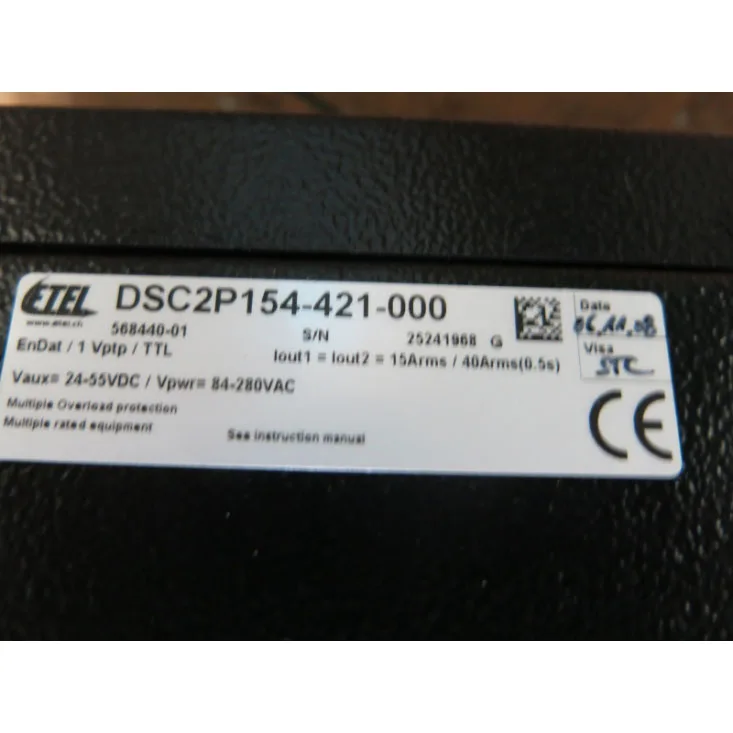 ETEL DSC2P154-421-000
www.etel.ch
568440-01 S/N 25241968 G
EnDat / 1 Vptp / TTL
Iout1 = Iout2 = 15Arms / 40Arms(0.5s)
Vaux= 24-55VDC / Vpwr= 84-280VAC
Multiple Overload protection
Multiple rated equipment
See instruction manual
Date
06.11.08
Visa
STC
CE